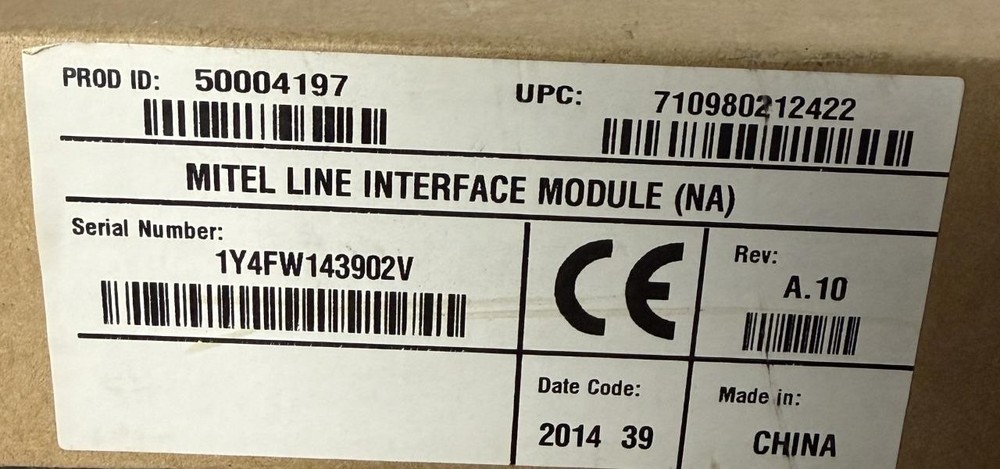 PROD ID: 50004197 UPC: 710980212422
MITEL LINE INTERFACE MODULE (NA)
Serial Number:
1Y4FW143902V
CE
Rev:
A.10
Date Code:
2014 39
Made in:
CHINA